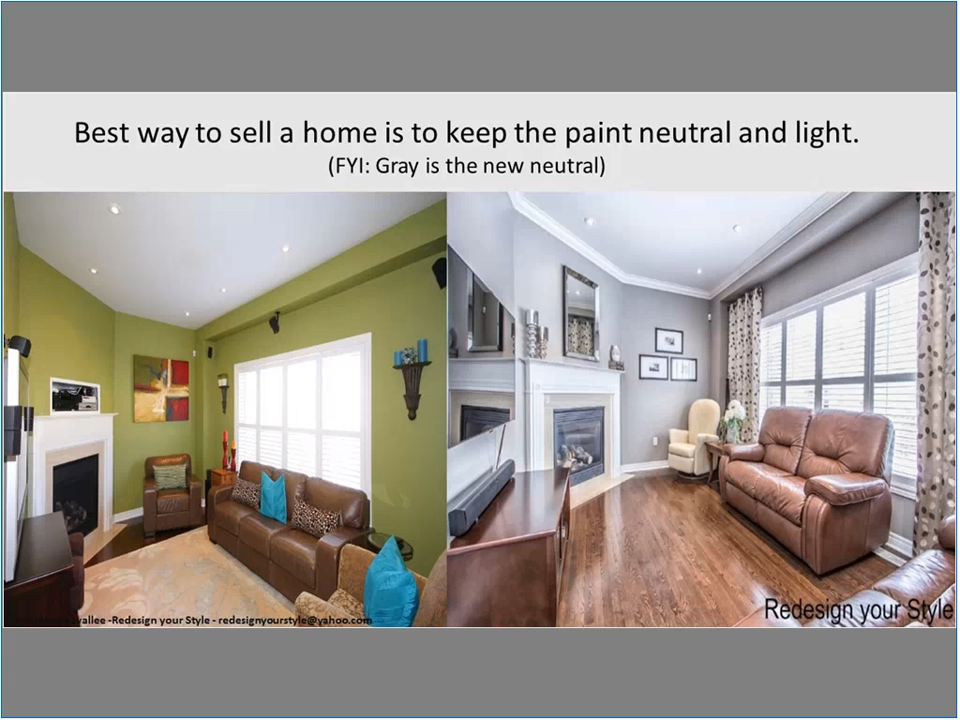 Best way to sell a home is to keep the paint neutral and light.
(FYI: Gray is the new neutral)
vallee -Redesign your Style - redesignyourstyle@yahoo.com
Redesign your Style